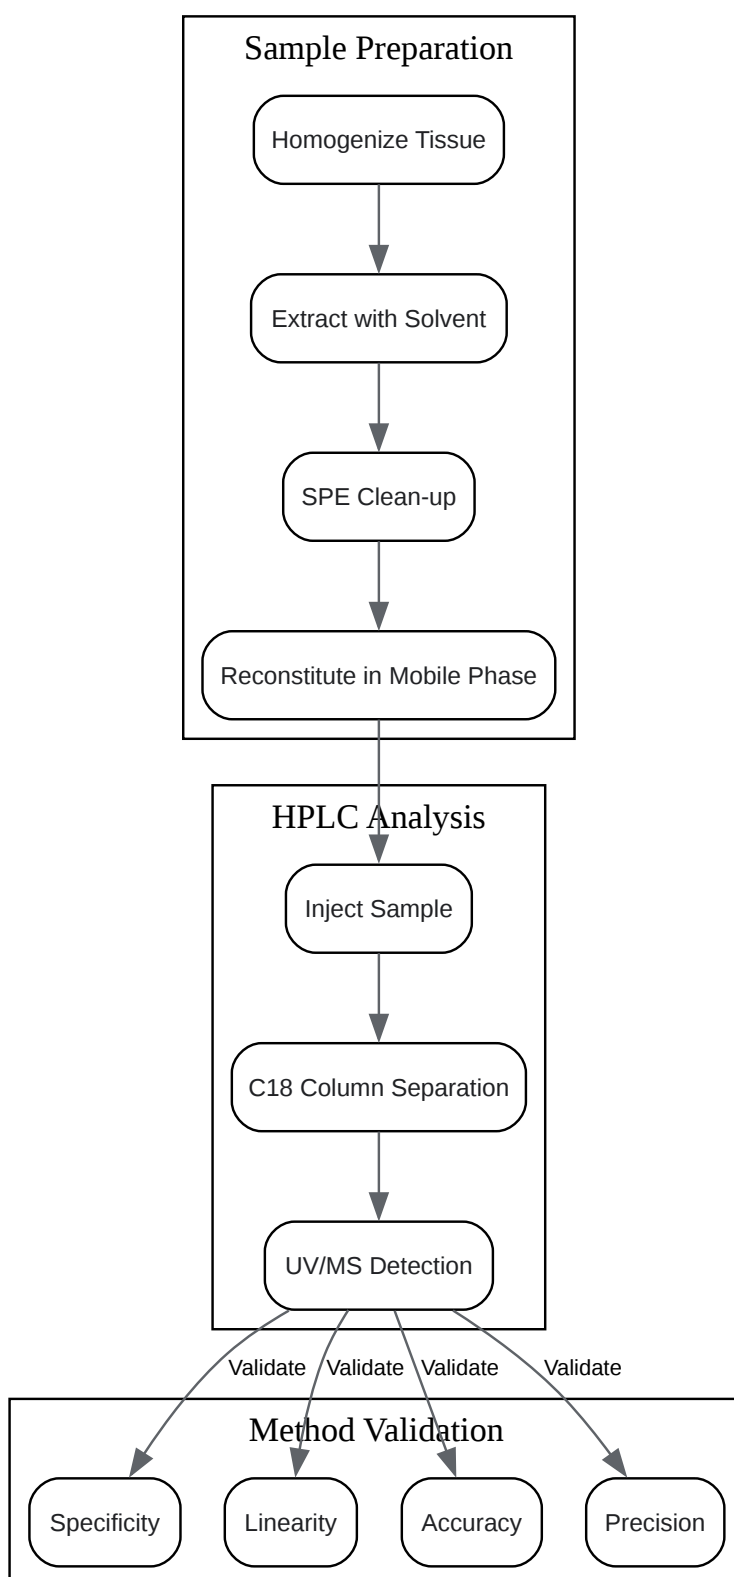 Sample Preparation
Homogenize Tissue
Extract with Solvent
SPE Clean-up
Reconstitute in Mobile Phase
HPLC Analysis
Inject Sample
C18 Column Separation
UV/MS Detection
Validate Validate Validate Validate
Method Validation
Specificity Linearity Accuracy Precision